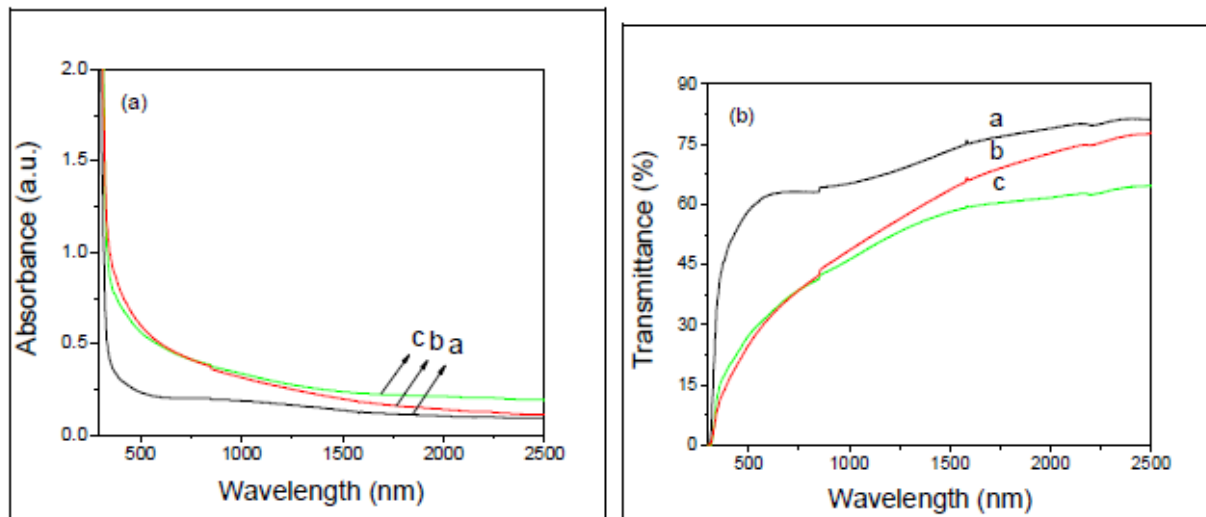 (a)
Absorbance (a.u.)
2.0
1.5
1.0
0.5
0.0
c b a
500 1000 1500 2000 2500
Wavelength (nm)
(b)
Transmittance (%)
90
75
60
45
30
15
0
a
b
c
500 1000 1500 2000 2500
Wavelength (nm)